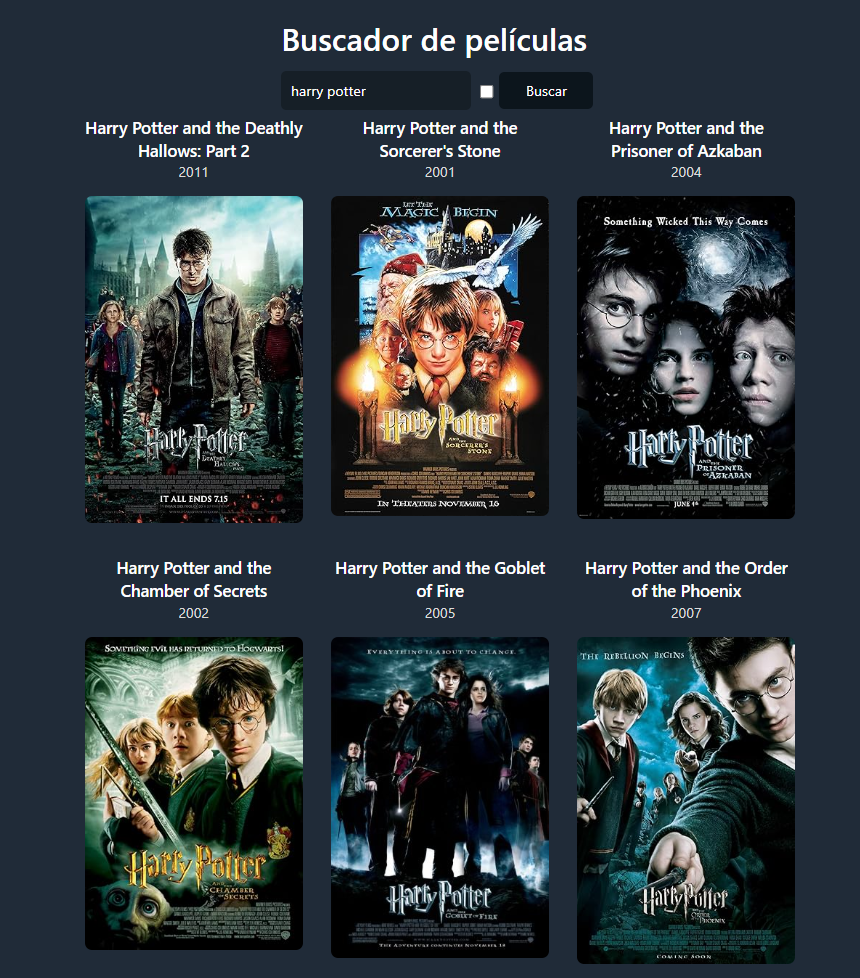 Buscador de películas
harry potter
Buscar
Harry Potter and the Deathly
Hallows: Part 2
2011
Harry Potter and the
Sorcerer's Stone
2001
Harry Potter and the
Prisoner of Azkaban
2004
Harry Potter
AND THE
DEATHLY
HALLOWS
PART 2
IT ALL ENDS 7.15
LET THE
MAGIC BEGIN
Harry Potter
AND THE
SORCERER'S
STONE
IN THEATERS NOVEMBER 16
Something Wicked This Way Comes
Harry Potter
AND THE
PRISONER
OF AZKABAN
JUNE 4
Harry Potter and the
Chamber of Secrets
2002
Harry Potter and the Goblet
of Fire
2005
Harry Potter and the Order
of the Phoenix
2007
SOMETHING EVIL HAS RETURNED TO HOGWARTS!
Harry Potter
AND THE
CHAMBER
OF SECRETS
EVERYTHING IS ABOUT TO CHANGE.
Harry Potter
AND THE
GOBLET OF FIRE
THE ADVENTURE CONTINUES NOVEMBER 18
THE REBELLION BEGINS
Harry Potter
AND THE
ORDER
OF THE
PHOENIX
COMING SOON